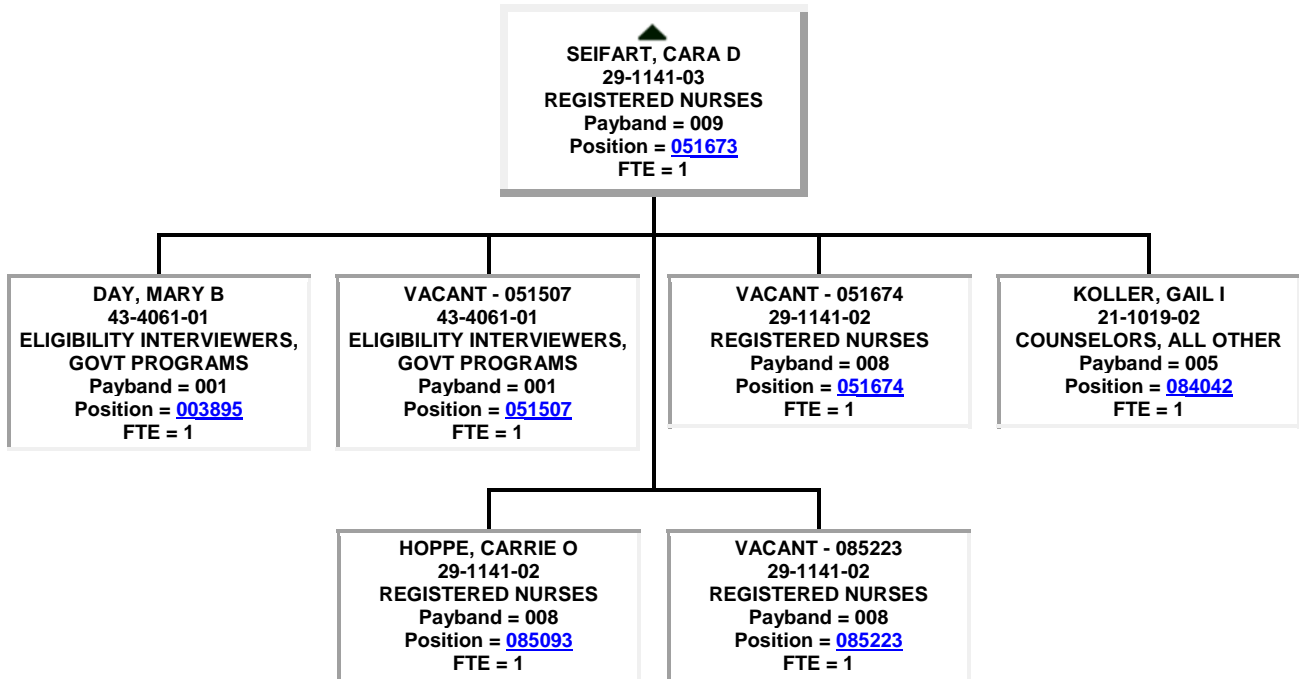 SEIFART, CARA D
29-1141-03
REGISTERED NURSES
Payband = 009
Position = 051673
FTE = 1
DAY, MARY B
43-4061-01
ELIGIBILITY INTERVIEWERS,
GOVT PROGRAMS
Payband = 001
Position = 003895
FTE = 1
VACANT - 051507
43-4061-01
ELIGIBILITY INTERVIEWERS,
GOVT PROGRAMS
Payband = 001
Position = 051507
FTE = 1
VACANT - 051674
29-1141-02
REGISTERED NURSES
Payband = 008
Position = 051674
FTE = 1
KOLLER, GAIL I
21-1019-02
COUNSELORS, ALL OTHER
Payband = 005
Position = 084042
FTE = 1
HOPPE, CARRIE O
29-1141-02
REGISTERED NURSES
Payband = 008
Position = 085093
FTE = 1
VACANT - 085223
29-1141-02
REGISTERED NURSES
Payband = 008
Position = 085223
FTE = 1